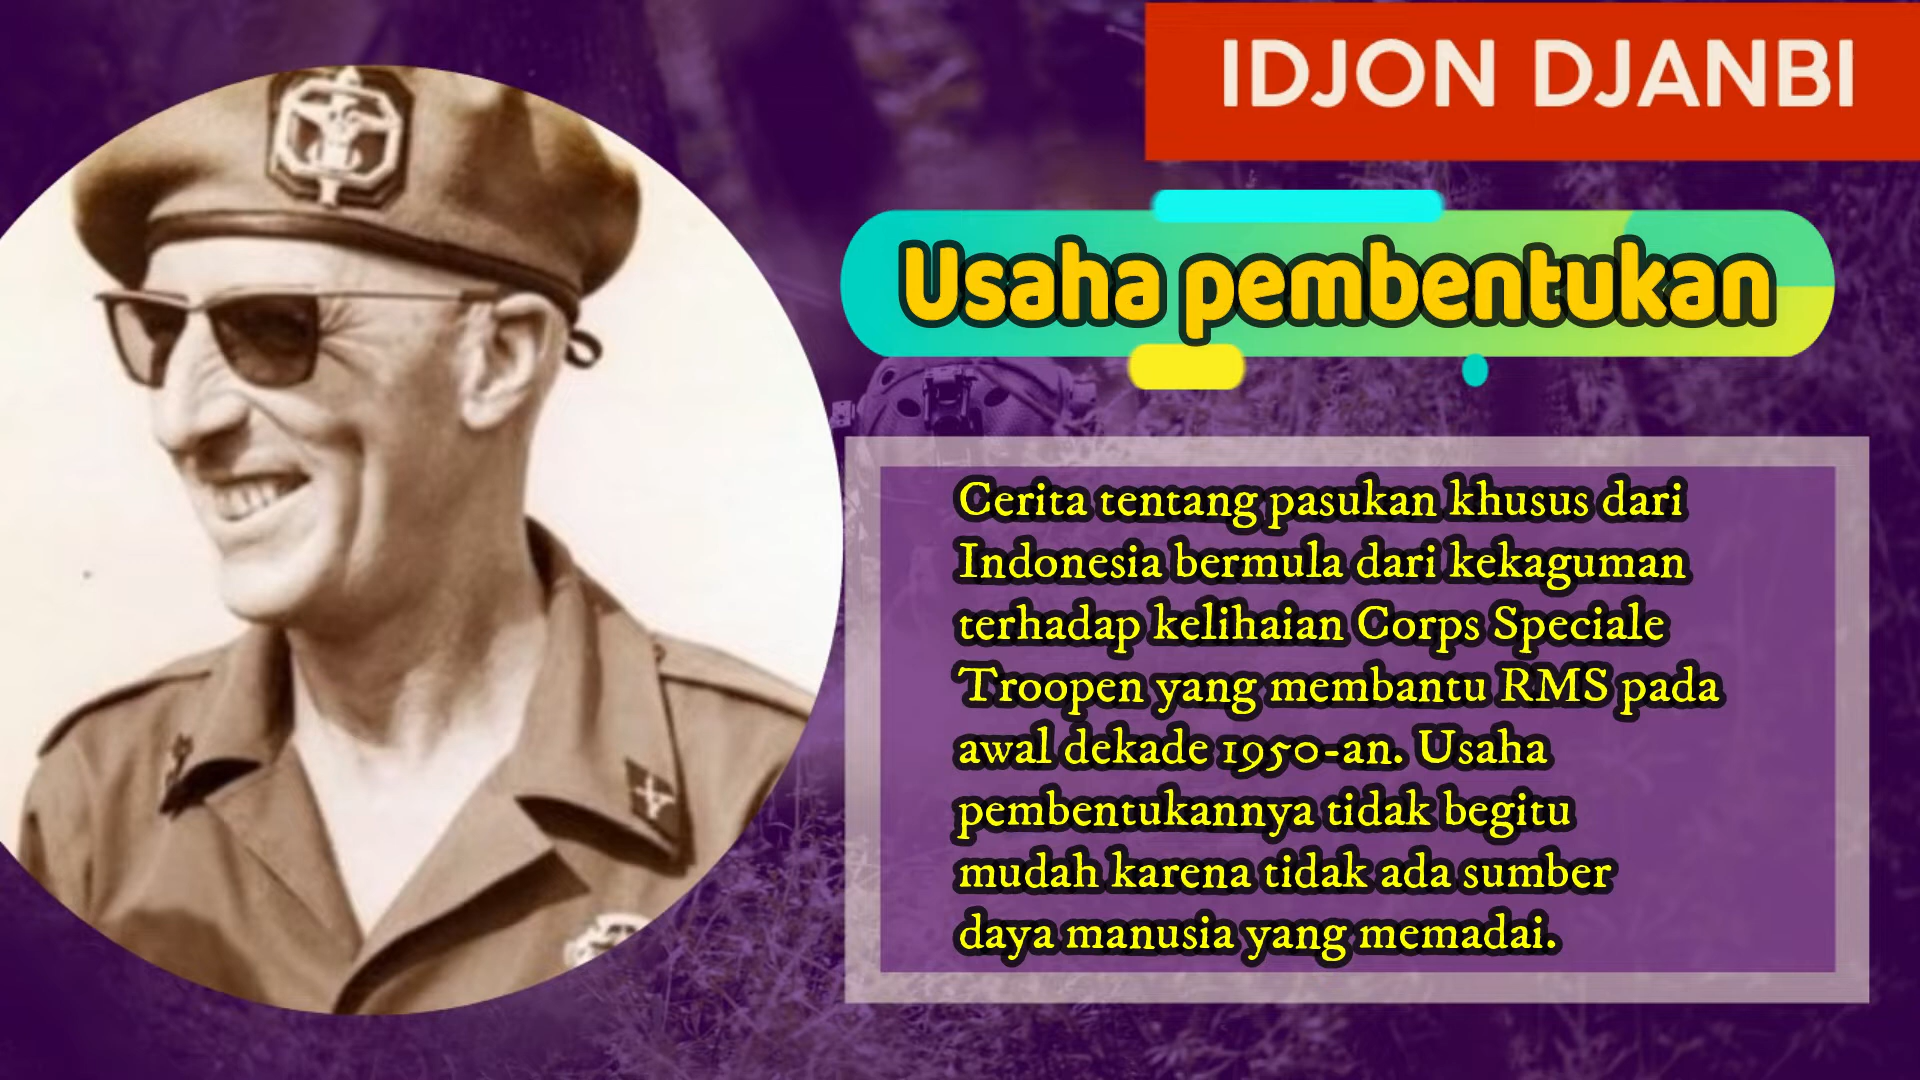 IDJON DJANBI
Usaha pembentukan
Cerita tentang pasukan khusus dari
Indonesia bermula dari kekaguman
terhadap kelihaian Corps Speciale
Troopen yang membantu RMS pada
awal dekade 1950-an. Usaha
pembentukannya tidak begitu
mudah karena tidak ada sumber
daya manusia yang memadai.